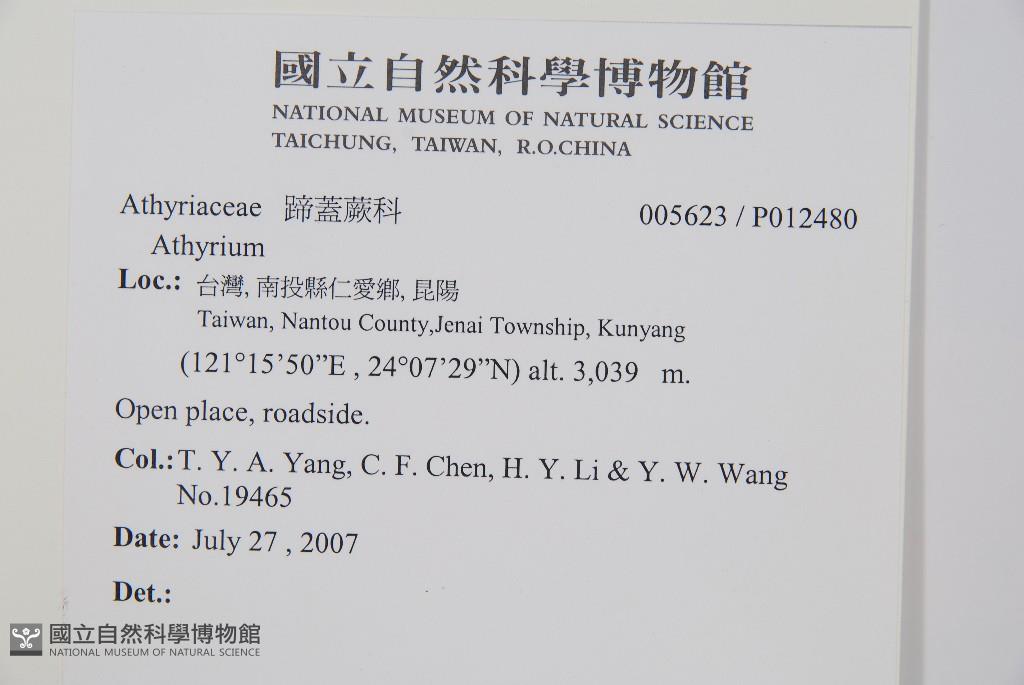 國立自然科學博物館
NATIONAL MUSEUM OF NATURAL SCIENCE
TAICHUNG, TAIWAN, R.O.CHINA
Athyriaceae 蹄蓋蕨科 005623 / P012480
Athyrium
Loc.: 台灣, 南投縣仁愛鄉, 昆陽
Taiwan, Nantou County,Jenai Township, Kunyang
(121°15’50”E , 24°07’29”N) alt. 3,039 m.
Open place, roadside.
Col.: T. Y. A. Yang, C. F. Chen, H. Y. Li & Y. W. Wang
No.19465
Date: July 27 , 2007
Det.:
國立自然科學博物館
NATIONAL MUSEUM OF NATURAL SCIENCE